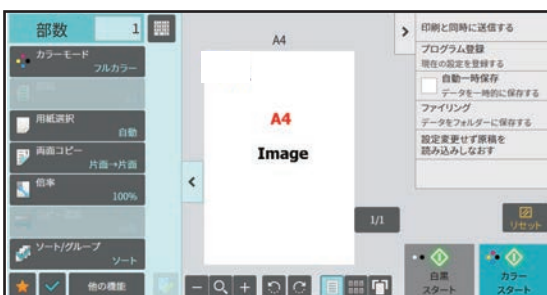 部数 1
カラーモード
フルカラー
用紙選択
自動
両面コピー
片面→片面
倍率
100%
ソート/グループ
ソート
他の機能
A4
A4
Image
1/1
印刷と同時に送信する
プログラム登録
現在の設定を登録する
自動一時保存
データを一時的に保存する
ファイリング
データをフォルダーに保存する
設定変更せず原稿を
読み込みしなおす
リセット
白黒
スタート
カラー
スタート